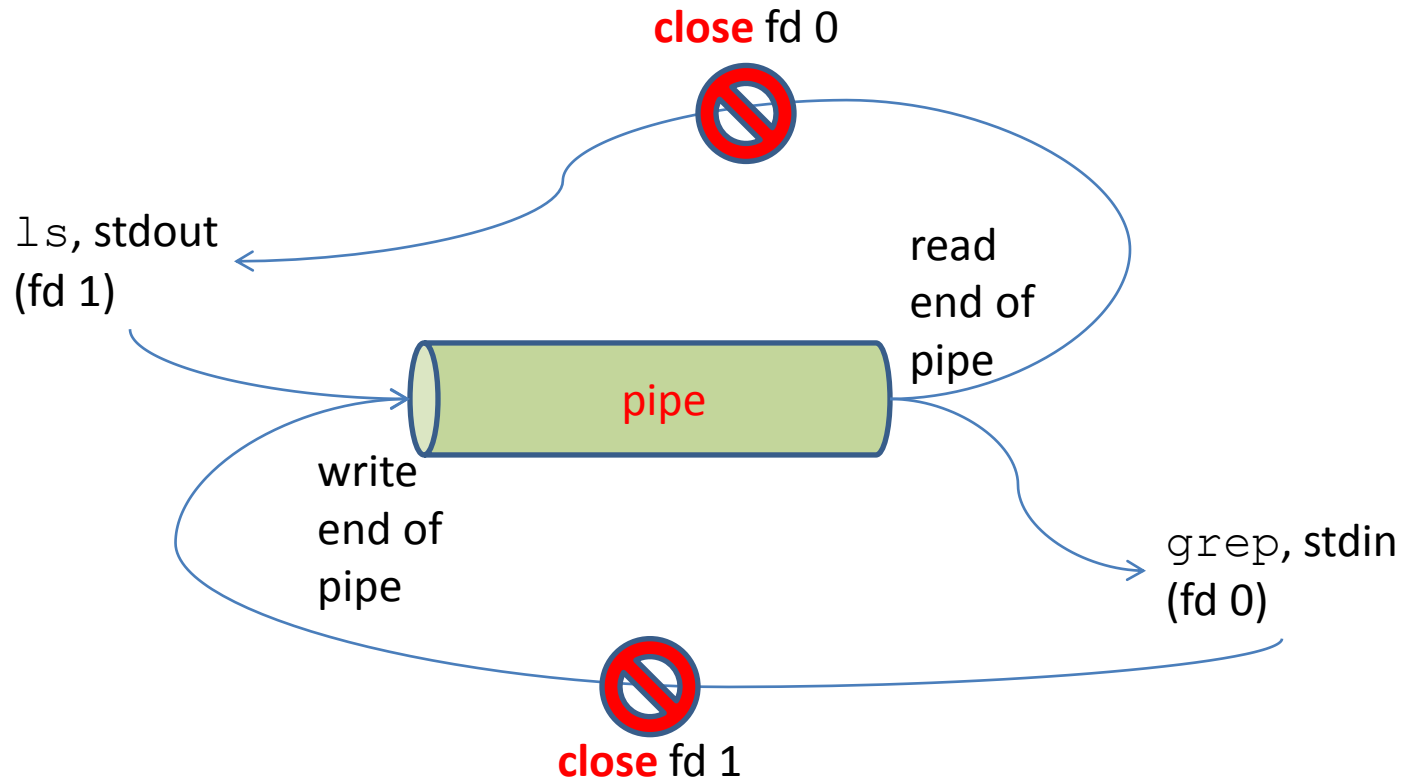 close fd 0
ls, stdout
(fd 1)
read
end of
pipe
pipe
write
end of
pipe
grep, stdin
(fd 0)
close fd 1